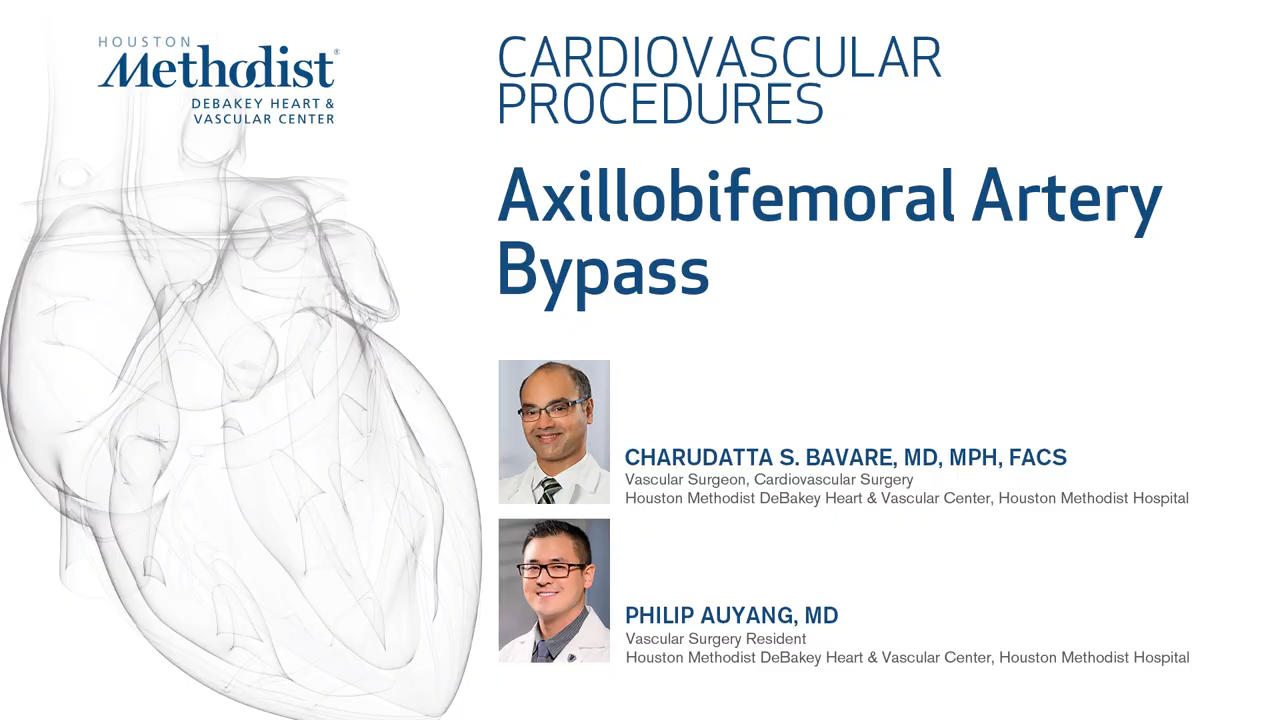 HOUSTON
Methodist®
DEBAKEY HEART &
VASCULAR CENTER
CARDIOVASCULAR
PROCEDURES
Axillobifemoral Artery
Bypass
CHARUDATTA S. BAVARE, MD, MPH, FACS
Vascular Surgeon, Cardiovascular Surgery
Houston Methodist DeBakey Heart & Vascular Center, Houston Methodist Hospital
PHILIP AUYANG, MD
Vascular Surgery Resident
Houston Methodist DeBakey Heart & Vascular Center, Houston Methodist Hospital